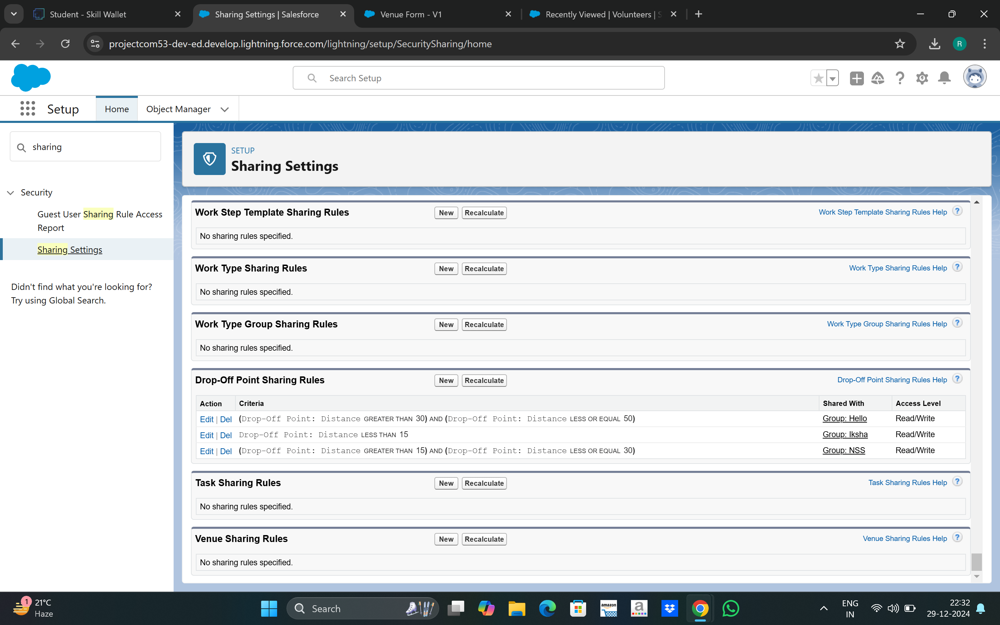 Student - Skill Wallet
Sharing Settings | Salesforce
Venue Form - V1
Recently Viewed | Volunteers | S
projectcom53-dev-ed.develop.lightning.force.com/lightning/setup/SecuritySharing/home
R
Search Setup
Setup
Home
Object Manager
sharing
Security
Guest User Sharing Rule Access
Report
Sharing Settings
Didn't find what you're looking for?
Try using Global Search.
SETUP
Sharing Settings
Work Step Template Sharing Rules New Recalculate Work Step Template Sharing Rules Help ?
No sharing rules specified.
Work Type Sharing Rules New Recalculate Work Type Sharing Rules Help ?
No sharing rules specified.
Work Type Group Sharing Rules New Recalculate Work Type Group Sharing Rules Help ?
No sharing rules specified.
Drop-Off Point Sharing Rules New Recalculate Drop-Off Point Sharing Rules Help ?
Action Criteria Shared With Access Level
Edit | Del (Drop-Off Point: Distance GREATER THAN 30) AND (Drop-Off Point: Distance LESS OR EQUAL 50) Group: Hello Read/Write
Edit | Del Drop-Off Point: Distance LESS THAN 15 Group: Iksha Read/Write
Edit | Del (Drop-Off Point: Distance GREATER THAN 15) AND (Drop-Off Point: Distance LESS OR EQUAL 30) Group: NSS Read/Write
Task Sharing Rules New Recalculate Task Sharing Rules Help ?
No sharing rules specified.
Venue Sharing Rules New Recalculate Venue Sharing Rules Help ?
No sharing rules specified.
1
21°C
Haze
Search
amazon
a
ENG
IN
22:32
29-12-2024